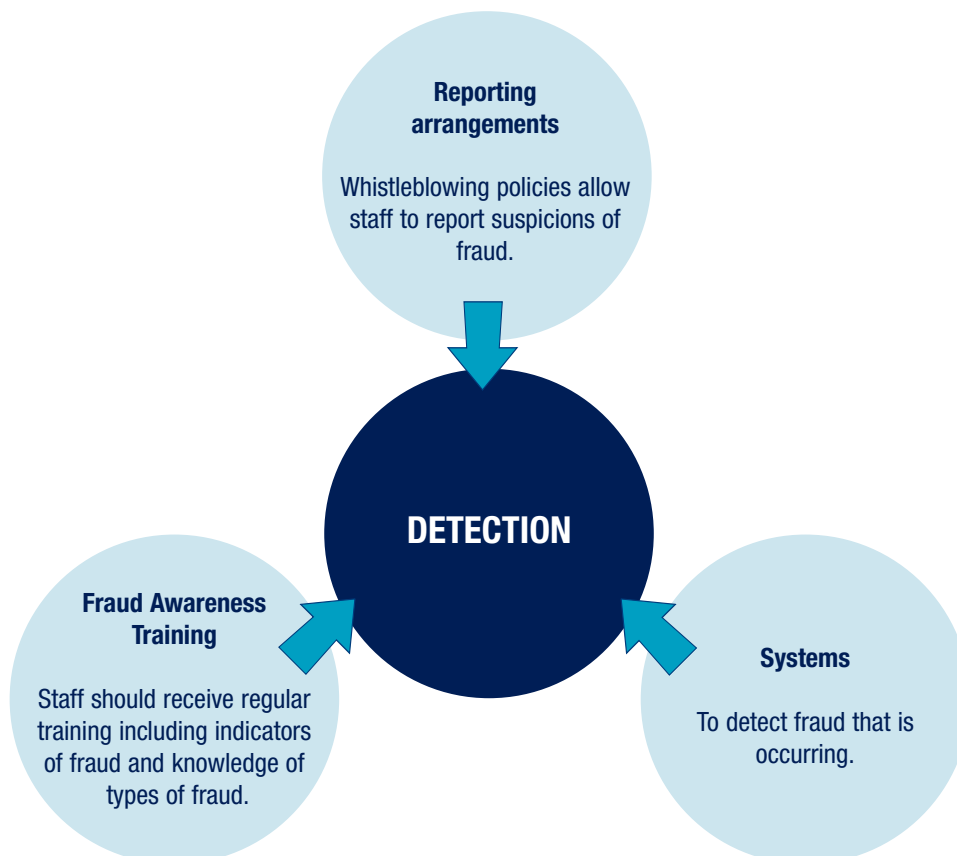 Reporting
arrangements
Whistleblowing policies allow
staff to report suspicions of
fraud.
DETECTION
Fraud Awareness
Training
Staff should receive regular
training including indicators
of fraud and knowledge of
types of fraud.
Systems
To detect fraud that is
occurring.